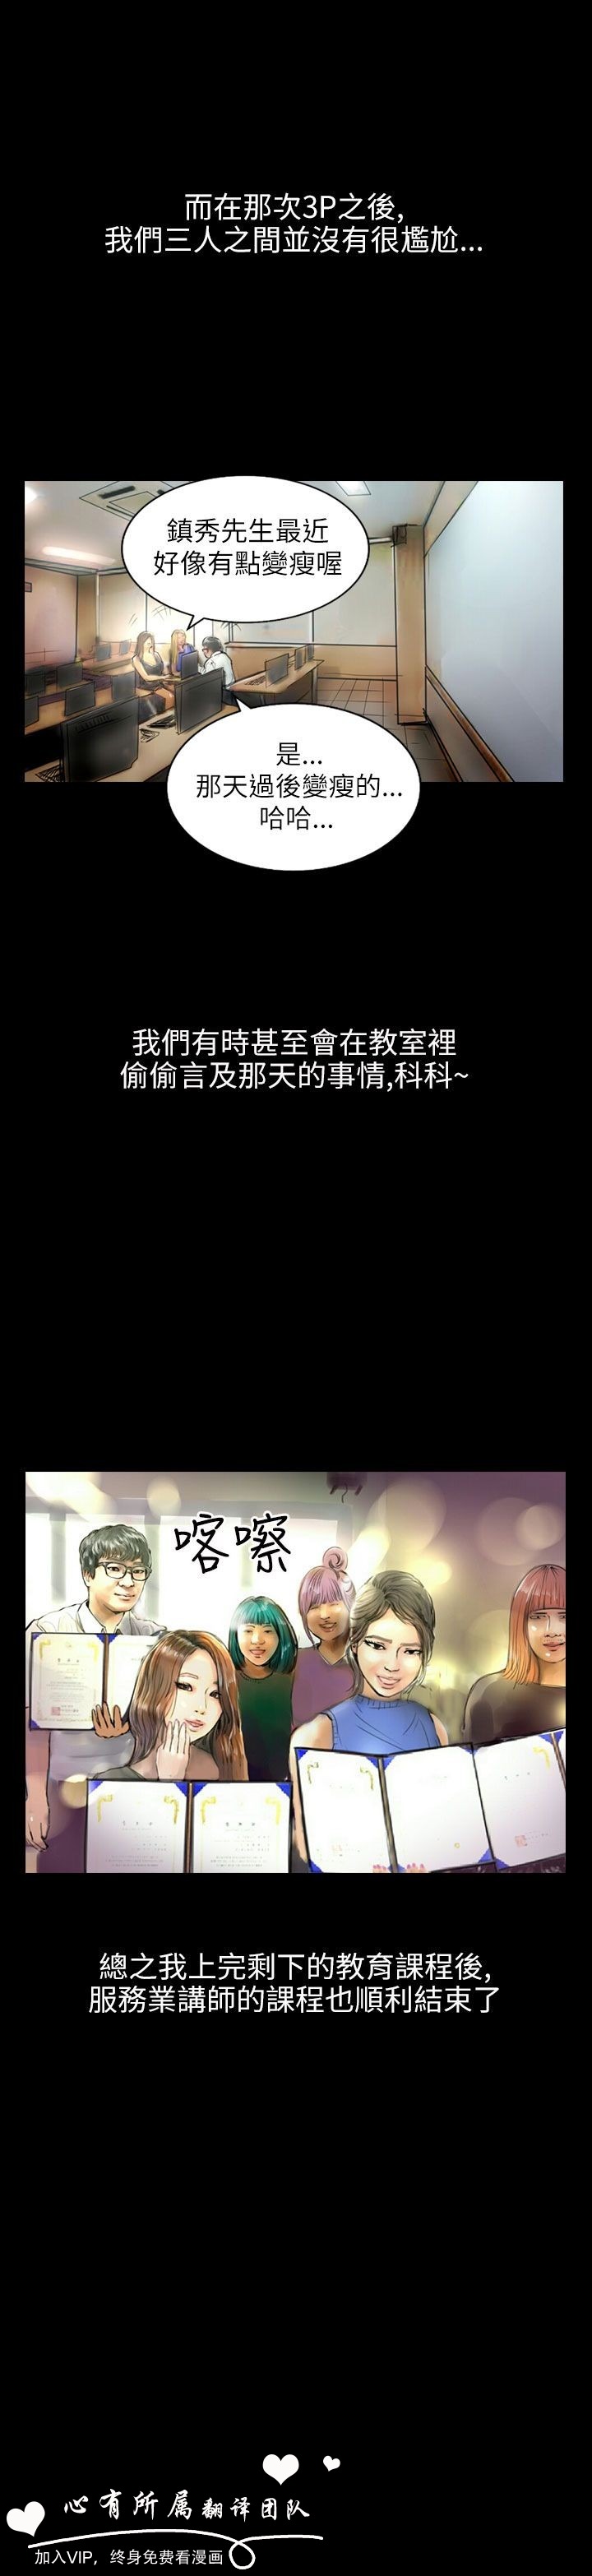 而在那次3P之後,
我們三人之間並沒有很尷尬...
鎮秀先生最近
好像有點變瘦喔
是...
那天過後變瘦的...
哈哈...
我們有時甚至會在教室裡
偷偷言及那天的事情,科科~
喀嚓
總之我上完剩下的教育課程後,
服務業講師的課程也順利結束了
心有所属翻译团队
加入VIP，终身免费看漫画